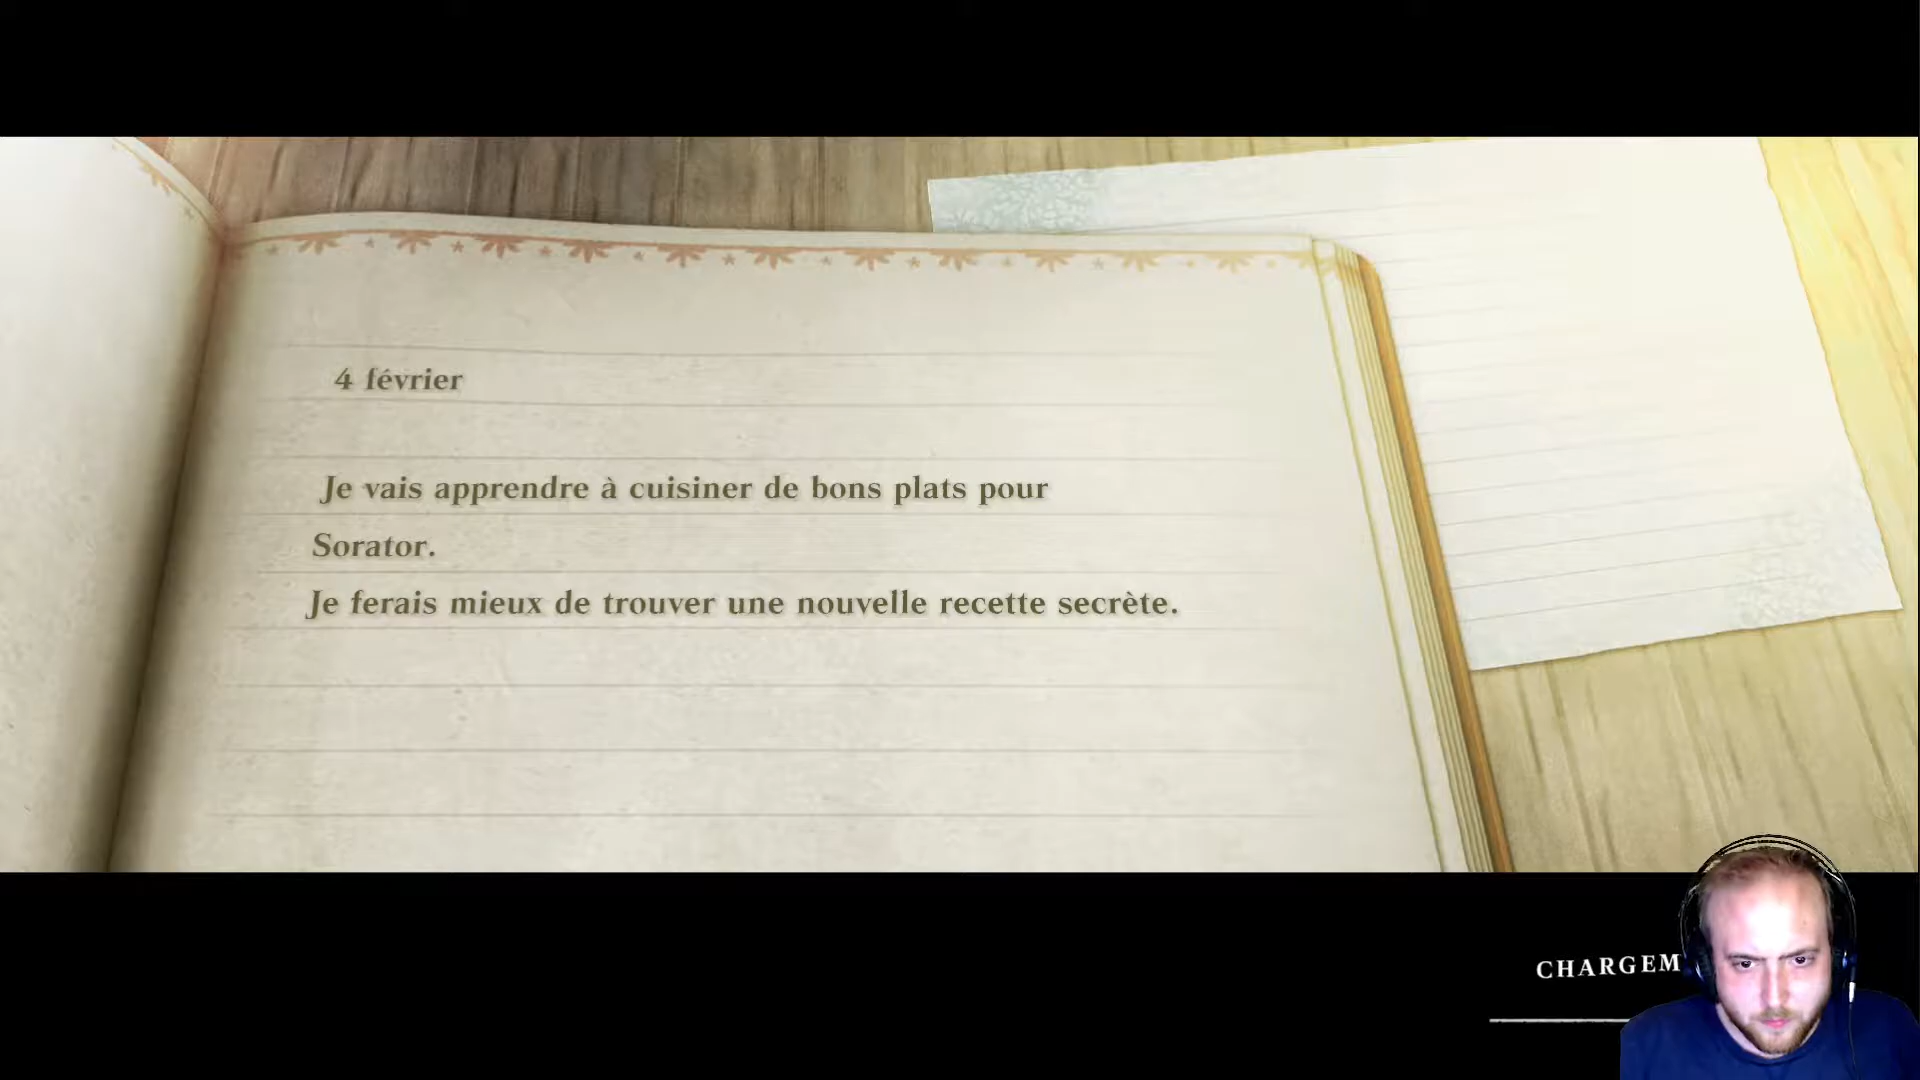 4 février
Je vais apprendre à cuisiner de bons plats pour
Sorator.
Je ferais mieux de trouver une nouvelle recette secrète.
CHARGEM